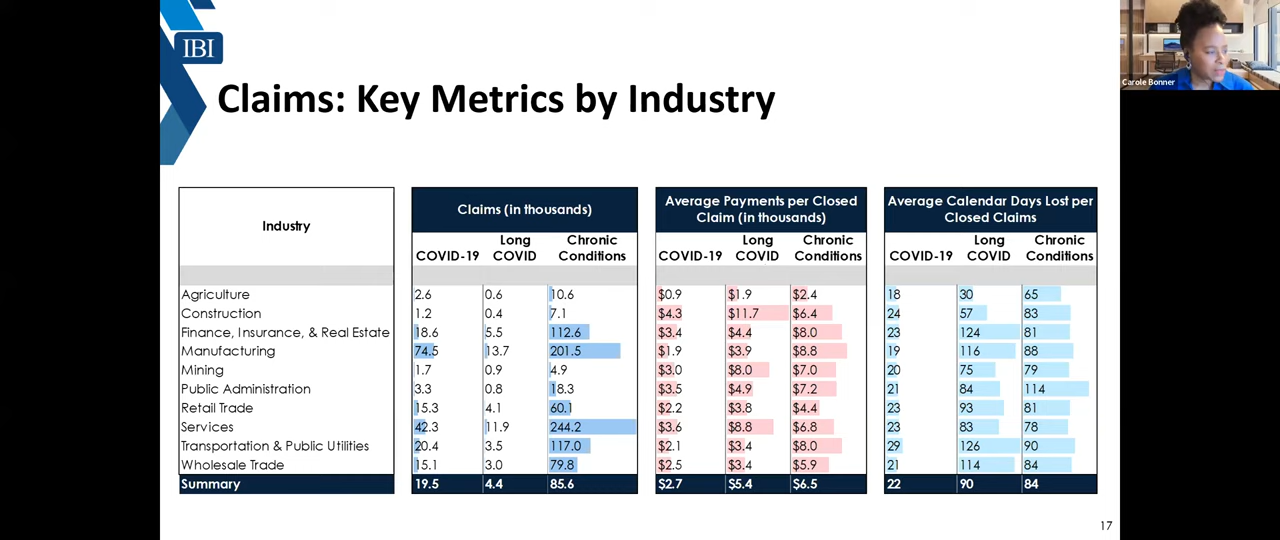 IBI
Carole Bonner
Claims: Key Metrics by Industry
Industry
Claims (in thousands)
Average Payments per Closed
Claim (in thousands)
Average Calendar Days Lost per
Closed Claims
COVID-19 Long COVID Chronic Conditions COVID-19 Long COVID Chronic Conditions COVID-19 Long COVID Chronic Conditions
Agriculture 2.6 0.6 10.6 $0.9 $1.9 $2.4 18 30 65
Construction 1.2 0.4 7.1 $4.3 $11.7 $6.4 24 57 83
Finance, Insurance, & Real Estate 18.6 5.5 112.6 $3.4 $4.4 $8.0 23 124 81
Manufacturing 74.5 13.7 201.5 $1.9 $3.9 $8.8 19 116 88
Mining 1.7 0.9 4.9 $3.0 $8.0 $7.0 20 75 79
Public Administration 3.3 0.8 18.3 $3.5 $4.9 $7.2 21 84 114
Retail Trade 15.3 4.1 60.1 $2.2 $3.8 $4.4 23 93 81
Services 42.3 11.9 244.2 $3.6 $8.8 $6.8 23 83 78
Transportation & Public Utilities 20.4 3.5 117.0 $2.1 $3.4 $8.0 29 126 90
Wholesale Trade 15.1 3.0 79.8 $2.5 $3.4 $5.9 21 114 84
Summary 19.5 4.4 85.6 $2.7 $5.4 $6.5 22 90 84
17